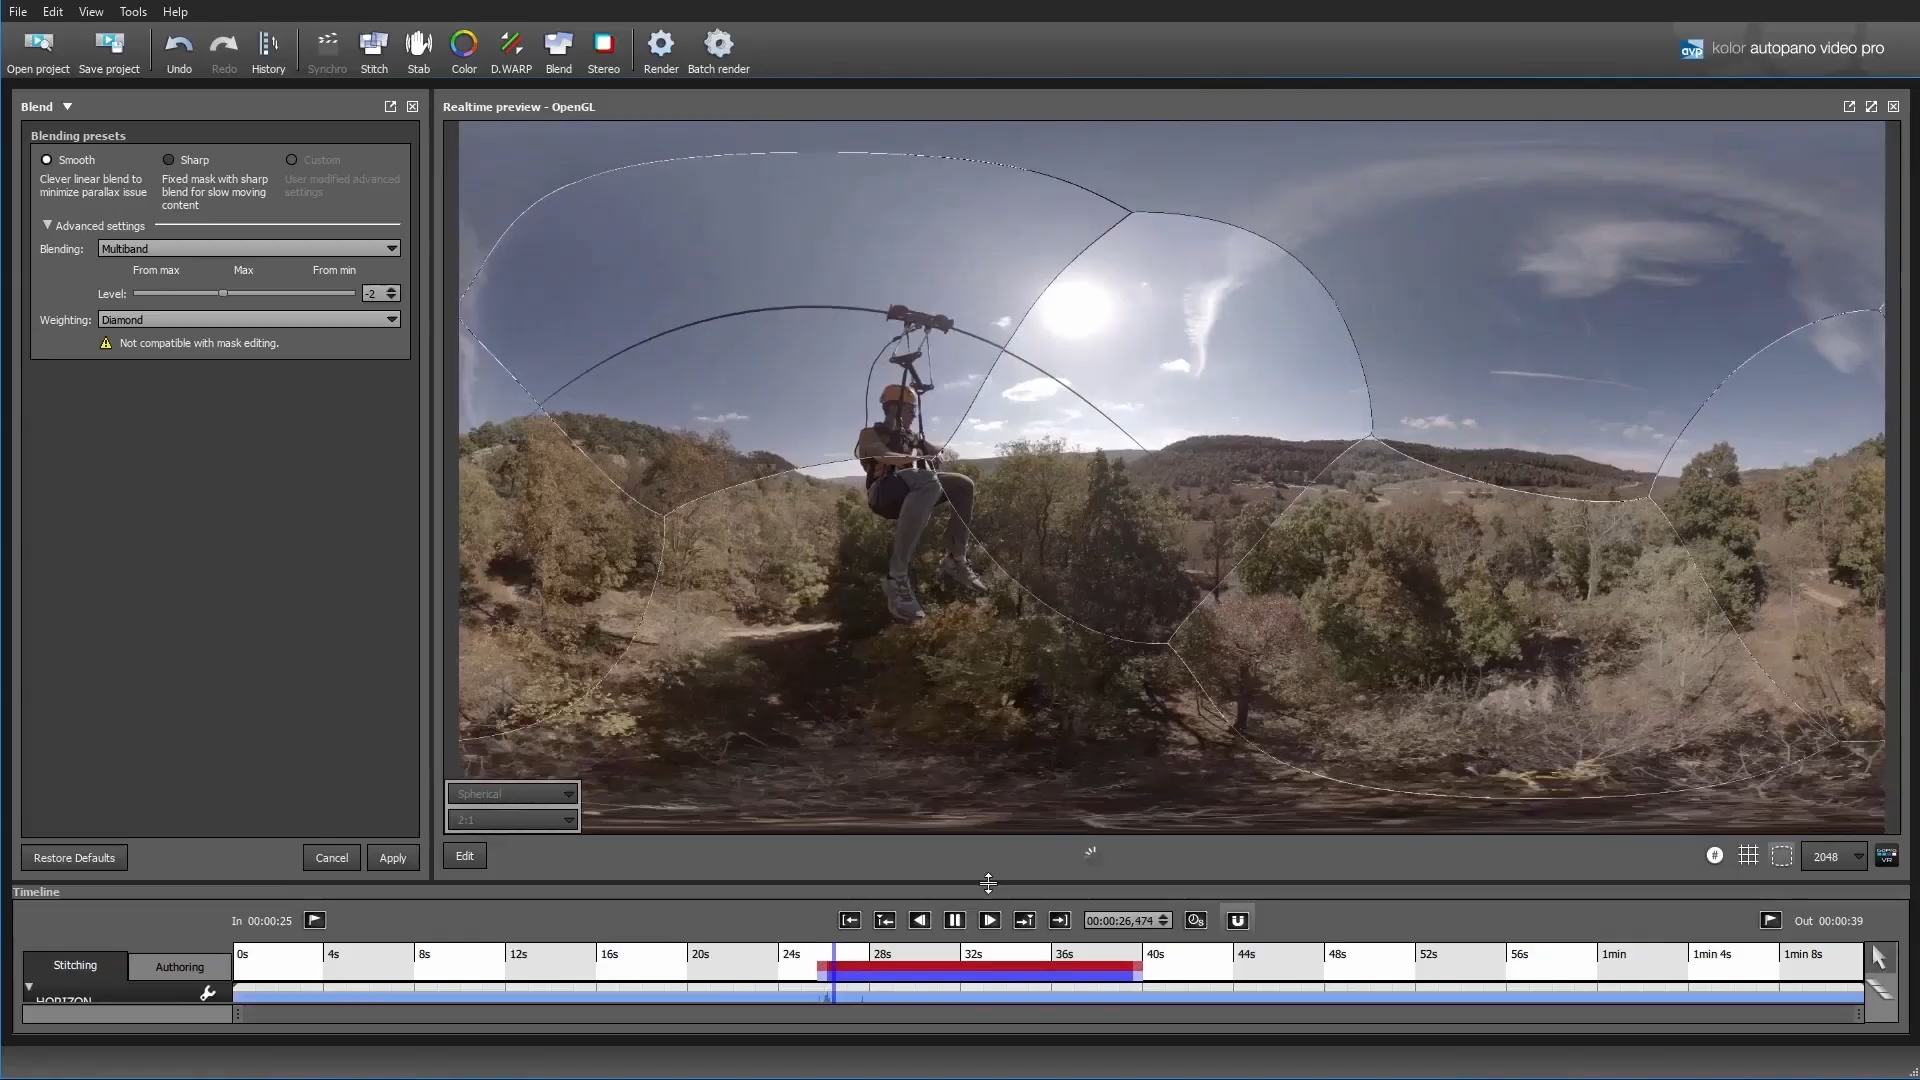 File Edit View Tools Help
Open project Save project Undo Redo History Synchro Stitch Stab Color D.WARP Blend Stereo Render Batch render
avp kolor autopano video pro
Blend
Realtime preview - OpenGL
Blending presets
Smooth Sharp Custom
Clever linear blend to
minimize parallax issue
Fixed mask with sharp
blend for slow moving
content
User modified advanced
settings
Advanced settings
Blending: Multiband
From max Max From min
Level: -2
Weighting: Diamond
Not compatible with mask editing.
Spherical
2:1
Restore Defaults Cancel Apply Edit
# 2048 VR
Timeline
In 00:00:25 00:00:26,474 Out 00:00:39
Stitching Authoring
0s 4s 8s 12s 16s 20s 24s 28s 32s 36s 40s 44s 48s 52s 56s 1min 1min 4s 1min 8s
HORIZON